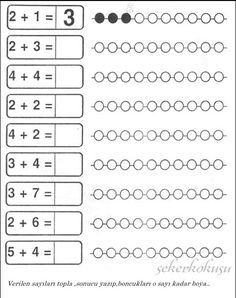 2 + 1 = 3
2 + 3 =
4 + 4 =
2 + 2 =
4 + 2 =
3 + 4 =
3 + 7 =
2 + 6 =
5 + 4 =
şekerkokusu
Verilen sayıları topla ,sonucu yazıp,boncukları o sayı kadar boya..